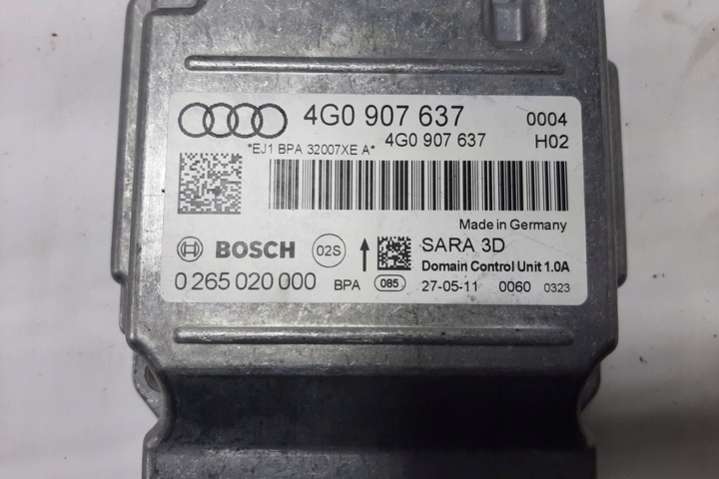 4G0 907 637 0004
*EJ1 BPA 32007XE A* 4G0 907 637 H02
Made in Germany
BOSCH 02S SARA 3D
Domain Control Unit 1.0A
0 265 020 000 BPA 085 27-05-11 0060 0323